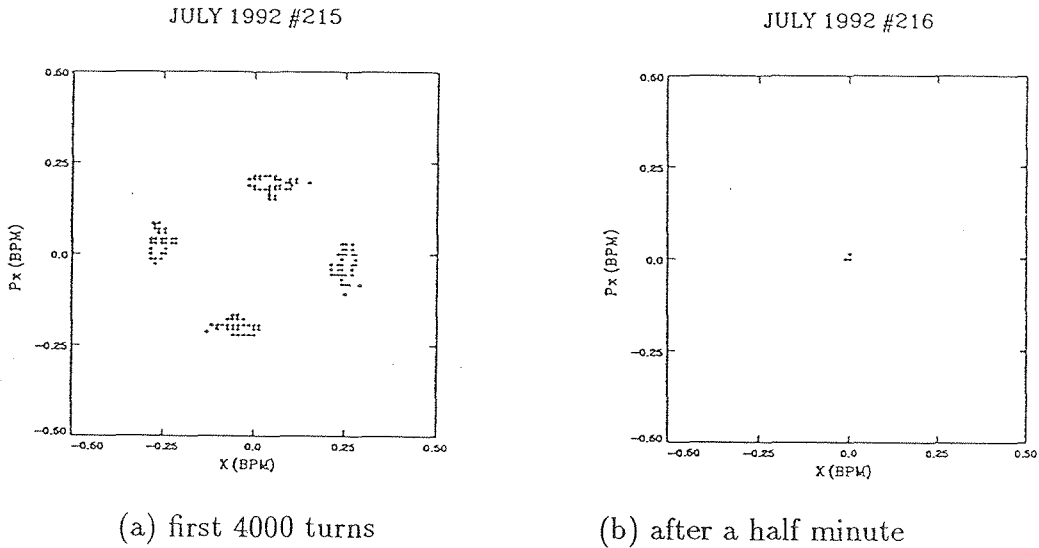 JULY 1992 #215
0.50
0.25
0.0
-0.25
-0.50
Px (BPM)
-0.50 -0.25 0.0 0.25 0.50
X (BPM)
(a) first 4000 turns
JULY 1992 #216
0.50
0.25
0.0
-0.25
-0.50
Px (BPM)
-0.50 -0.25 0.0 0.25 0.50
X (BPM)
(b) after a half minute